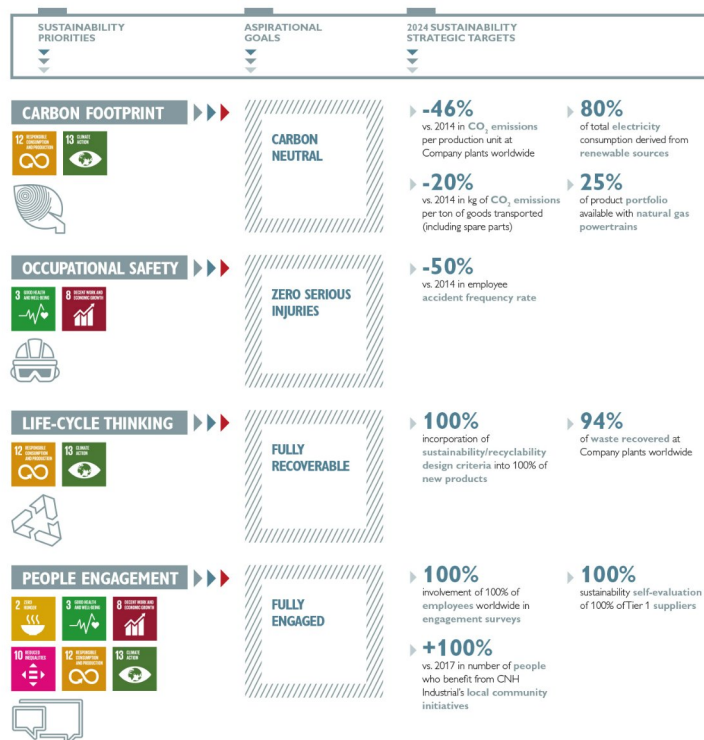 SUSTAINABILITY
PRIORITIES
ASPIRATIONAL
GOALS
2024 SUSTAINABILITY
STRATEGIC TARGETS
CARBON FOOTPRINT
12 RESPONSIBLE
CONSUMPTION
AND PRODUCTION
13 CLIMATE
ACTION
CARBON
NEUTRAL
-46%
vs. 2014 in CO2 emissions
per production unit at
Company plants worldwide
80%
of total electricity
consumption derived from
renewable sources
-20%
vs. 2014 in kg of CO2 emissions
per ton of goods transported
(including spare parts)
25%
of product portfolio
available with natural gas
powertrains
OCCUPATIONAL SAFETY
3 GOOD HEALTH
AND WELL-BEING
8 DECENT WORK AND
ECONOMIC GROWTH
ZERO SERIOUS
INJURIES
-50%
vs. 2014 in employee
accident frequency rate
LIFE-CYCLE THINKING
12 RESPONSIBLE
CONSUMPTION
AND PRODUCTION
13 CLIMATE
ACTION
FULLY
RECOVERABLE
100%
incorporation of
sustainability/recyclability
design criteria into 100% of
new products
94%
of waste recovered at
Company plants worldwide
PEOPLE ENGAGEMENT
2 ZERO
HUNGER
3 GOOD HEALTH
AND WELL-BEING
8 DECENT WORK AND
ECONOMIC GROWTH
10 REDUCED
INEQUALITIES
12 RESPONSIBLE
CONSUMPTION
AND PRODUCTION
13 CLIMATE
ACTION
FULLY
ENGAGED
100%
involvement of 100% of
employees worldwide in
engagement surveys
100%
sustainability self-evaluation
of 100% of Tier 1 suppliers
+100%
vs. 2017 in number of people
who benefit from CNH
Industrial's local community
initiatives